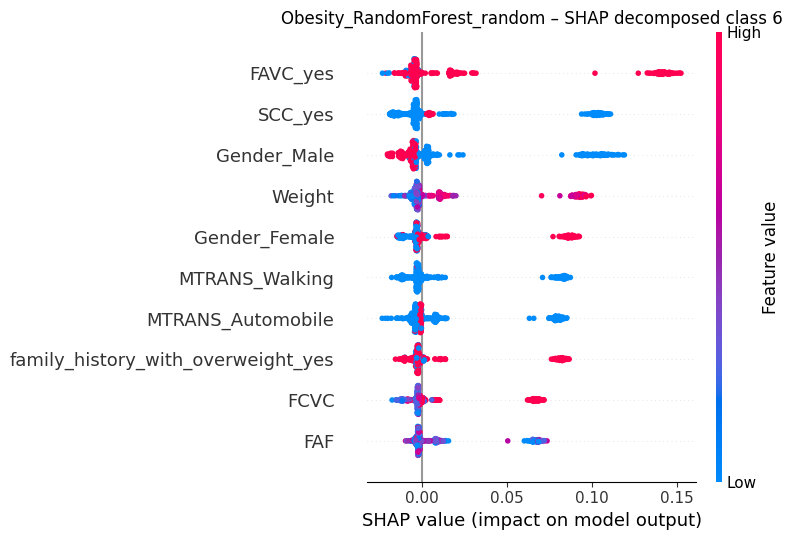 Obesity_RandomForest_random – SHAP decomposed class 6
High
FAVC_yes
SCC_yes
Gender_Male
Weight
Gender_Female
MTRANS_Walking
MTRANS_Automobile
family_history_with_overweight_yes
FCVC
FAF
Feature value
Low
0.00 0.05 0.10 0.15
SHAP value (impact on model output)